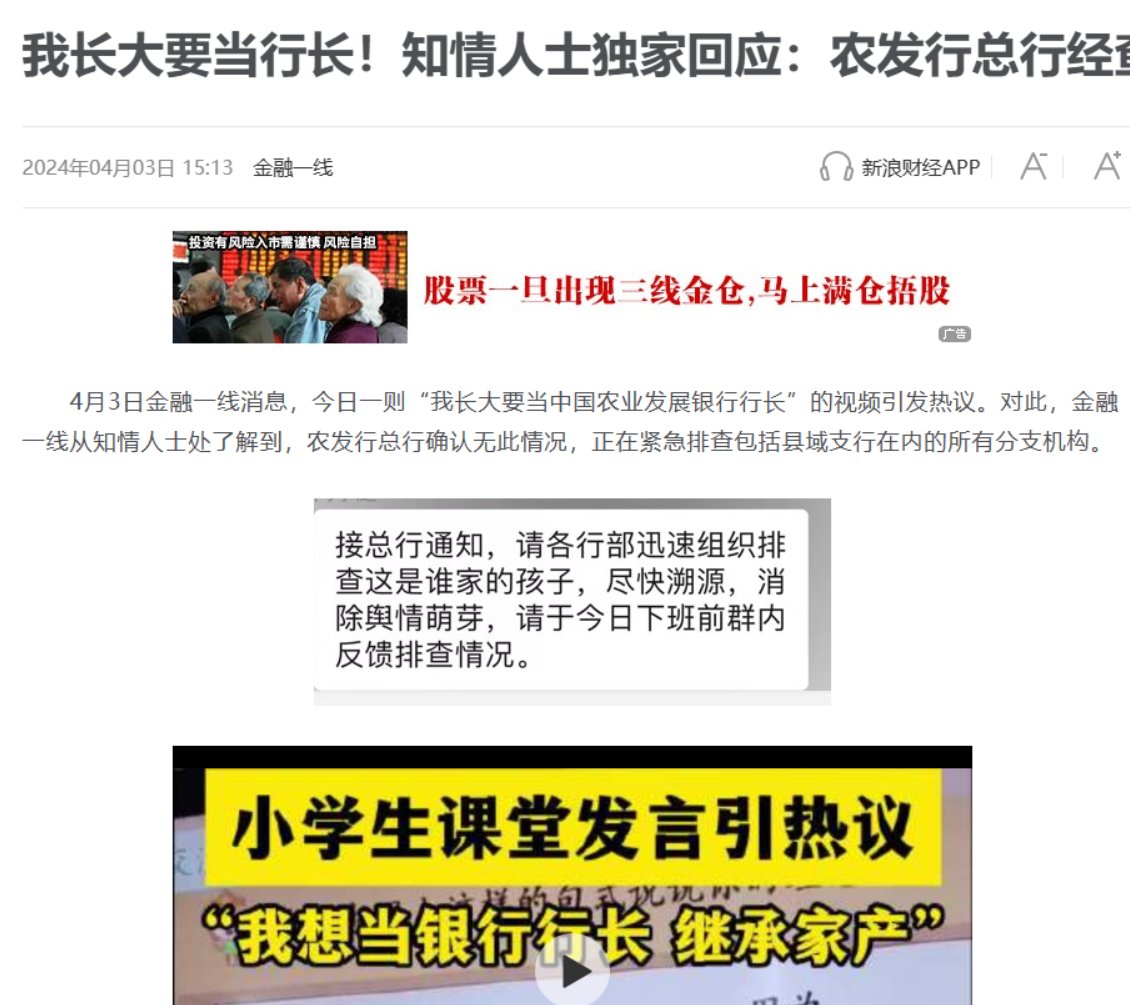 我长大要当行长！知情人士独家回应：农发行总行经
2024年04月03日 15:13 金融一线
新浪财经APP A- A+
投资有风险入市需谨慎 风险自担
股票一旦出现三线金仓,马上满仓捂股
广告
4月3日金融一线消息，今日一则“我长大要当中国农业发展银行行长”的视频引发热议。对此，金融
一线从知情人士处了解到，农发行总行确认无此情况，正在紧急排查包括县域支行在内的所有分支机构。
接总行通知，请各行部迅速组织排
查这是谁家的孩子，尽快溯源，消
除舆情萌芽，请于今日下班前群内
反馈排查情况。
小学生课堂发言引热议
“我想当银行行长 继承家产”